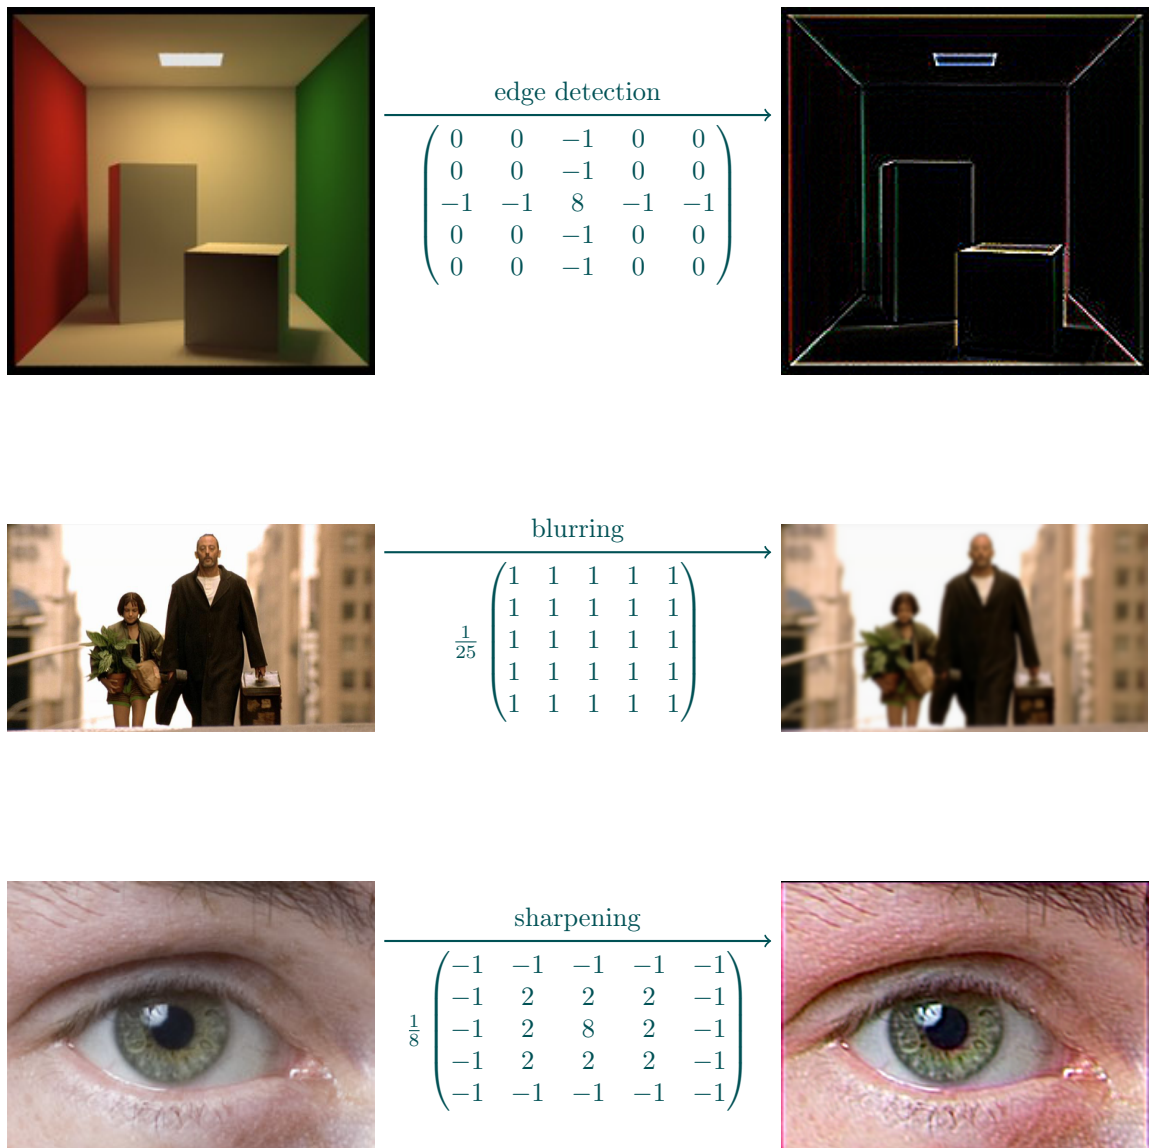 edge detection
0 0 −1 0 0
0 0 −1 0 0
−1 −1 8 −1 −1
0 0 −1 0 0
0 0 −1 0 0
blurring
1 1 1 1 1
1 1 1 1 1
1/25 1 1 1 1 1
1 1 1 1 1
1 1 1 1 1
sharpening
−1 −1 −1 −1 −1
−1 2 2 2 −1
1/8 −1 2 8 2 −1
−1 2 2 2 −1
−1 −1 −1 −1 −1